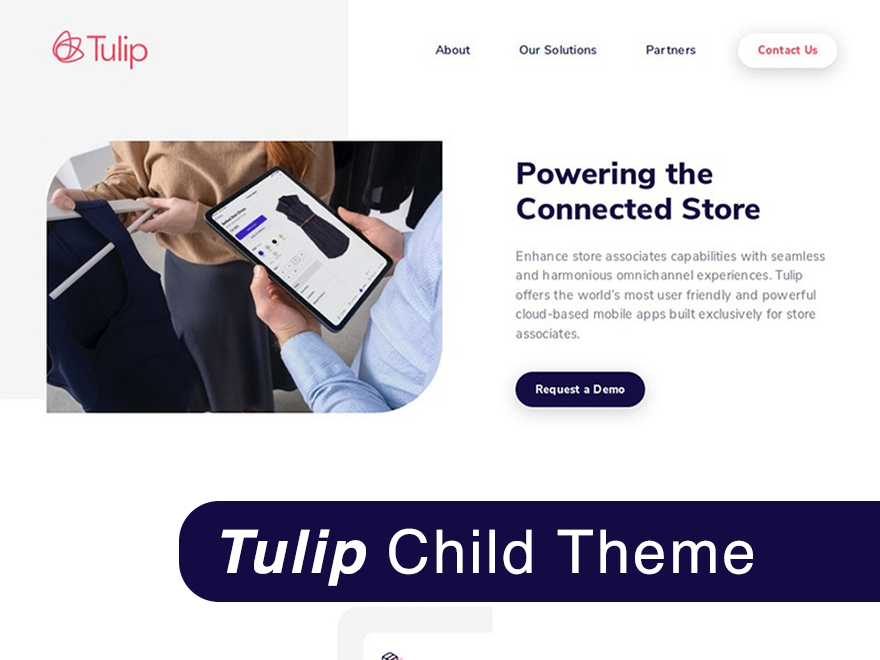 Tulip
About
Our Solutions
Partners
Contact Us
Powering the
Connected Store
Enhance store associates capabilities with seamless
and harmonious omnichannel experiences. Tulip
offers the world's most user friendly and powerful
cloud-based mobile apps built exclusively for store
associates.
Request a Demo
Tulip Child Theme